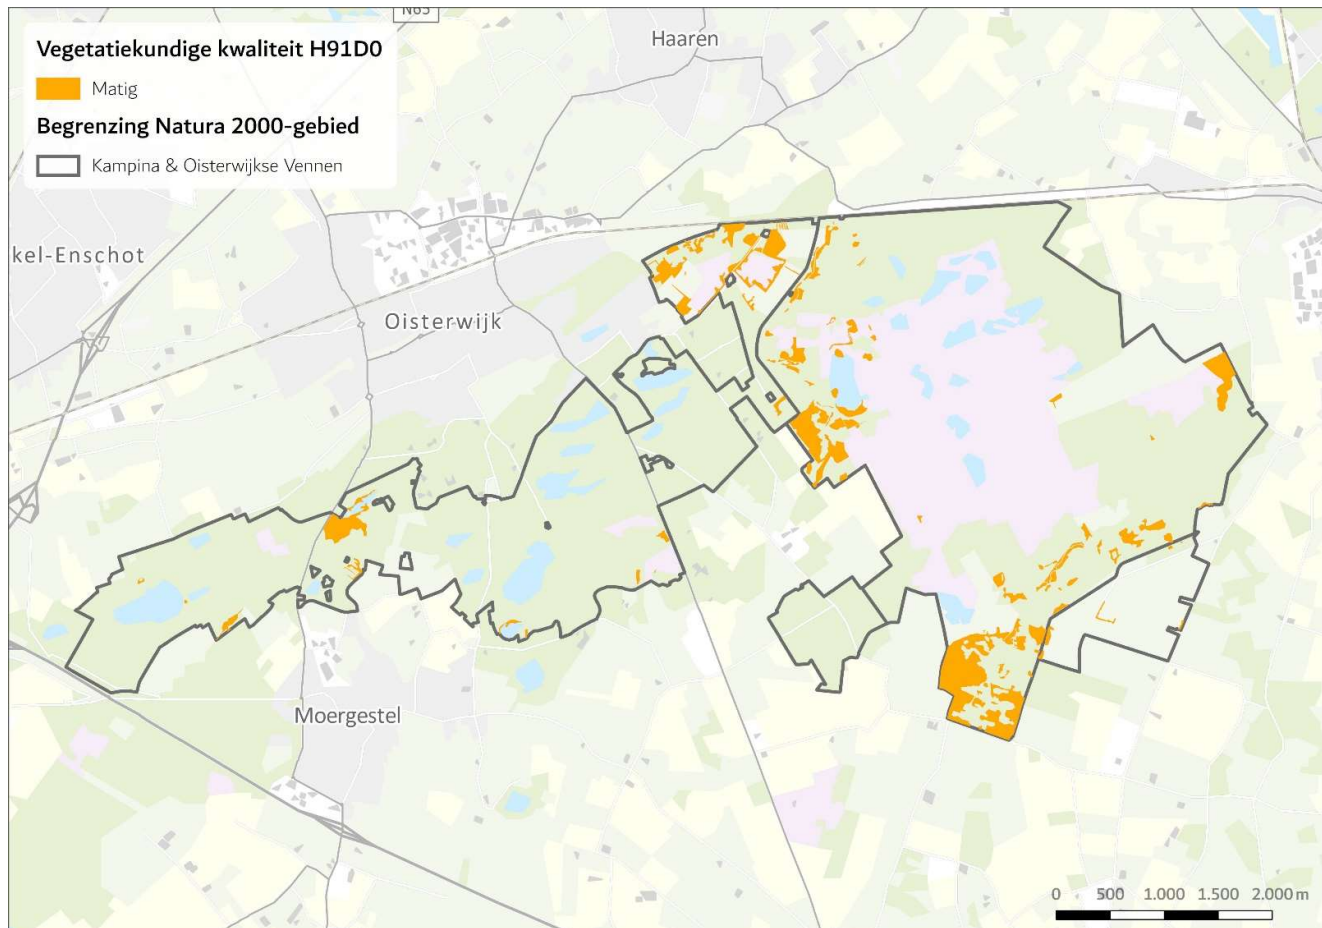 N65
Vegetatiekundige kwaliteit H91D0
Matig
Begrenzing Natura 2000-gebied
Kampina & Oisterwijkse Vennen
Haaren
kel-Enschot
Oisterwijk
Moergestel
0 500 1.000 1.500 2.000 m